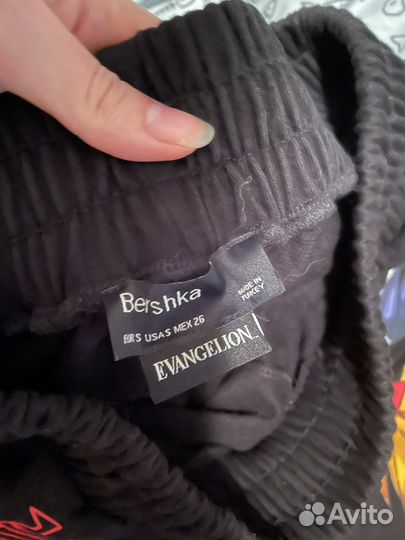 Bershka
MADE IN
TURKEY
EUR S USA S MEX 26
EVANGELION
Avito